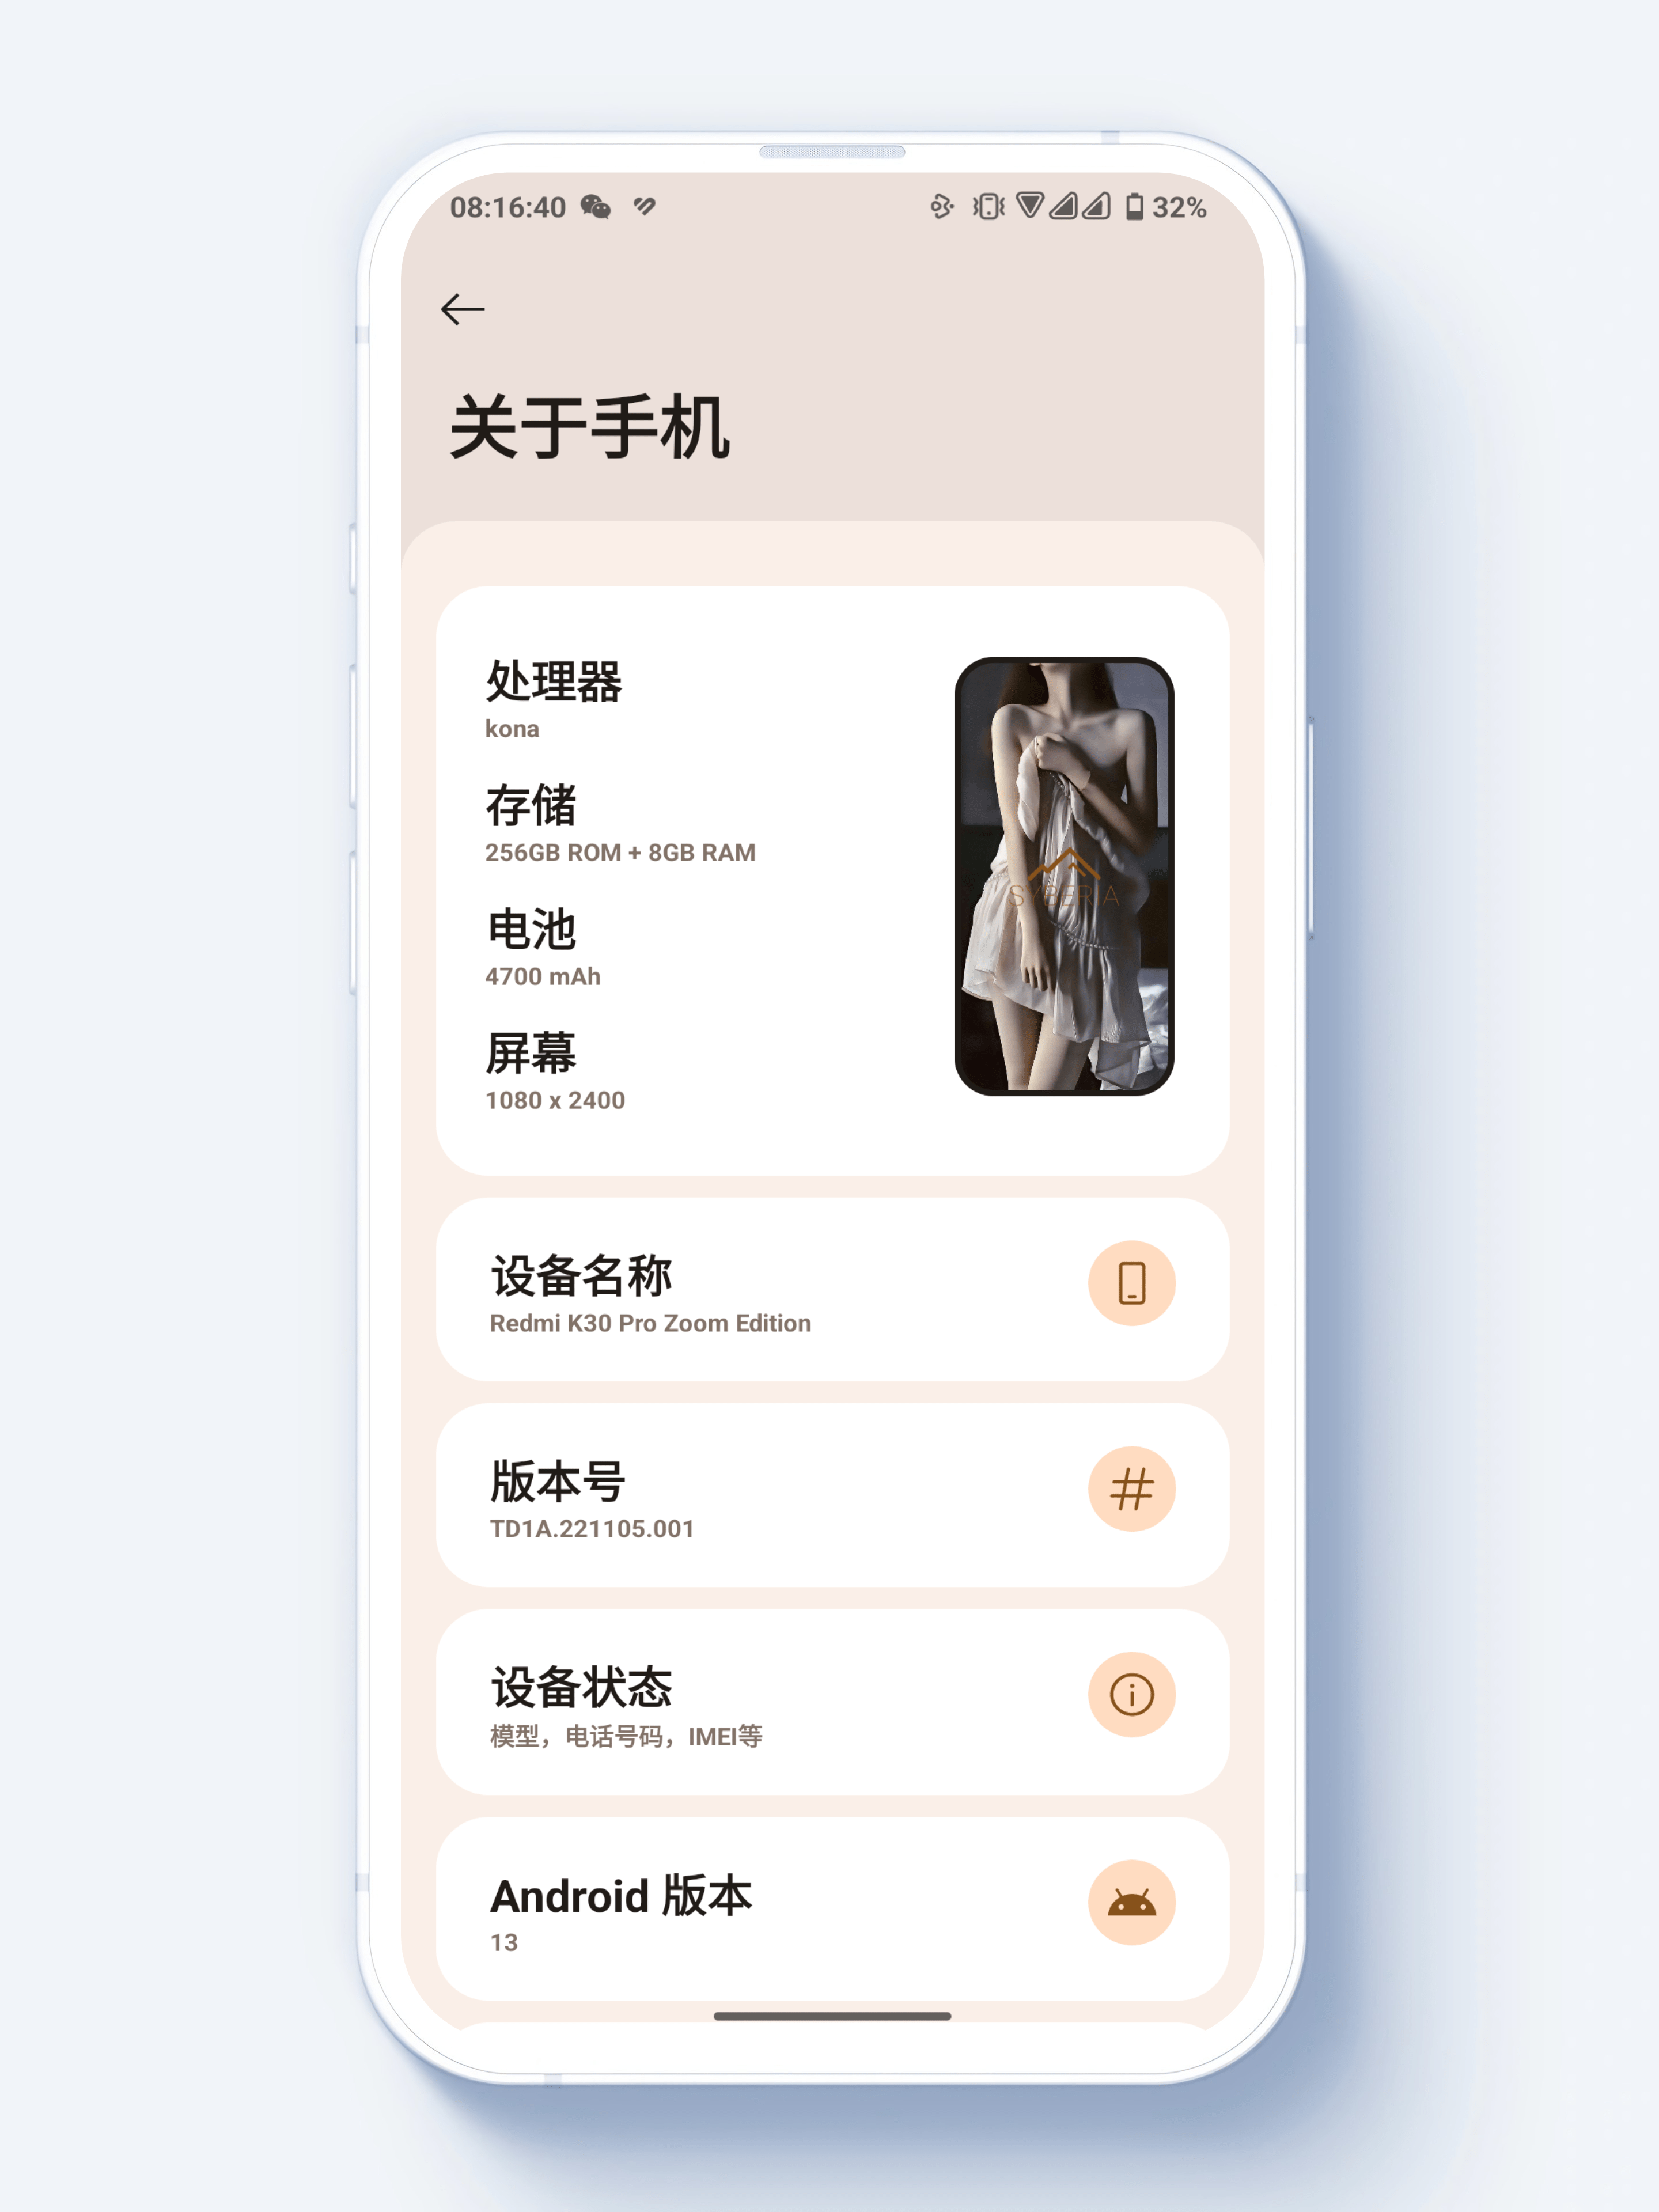 08:16:40
32%
关于手机
处理器
kona
存储
256GB ROM + 8GB RAM
电池
4700 mAh
屏幕
1080 x 2400
SYBERIA
设备名称
Redmi K30 Pro Zoom Edition
版本号
TD1A.221105.001
设备状态
模型，电话号码，IMEI等
Android 版本
13